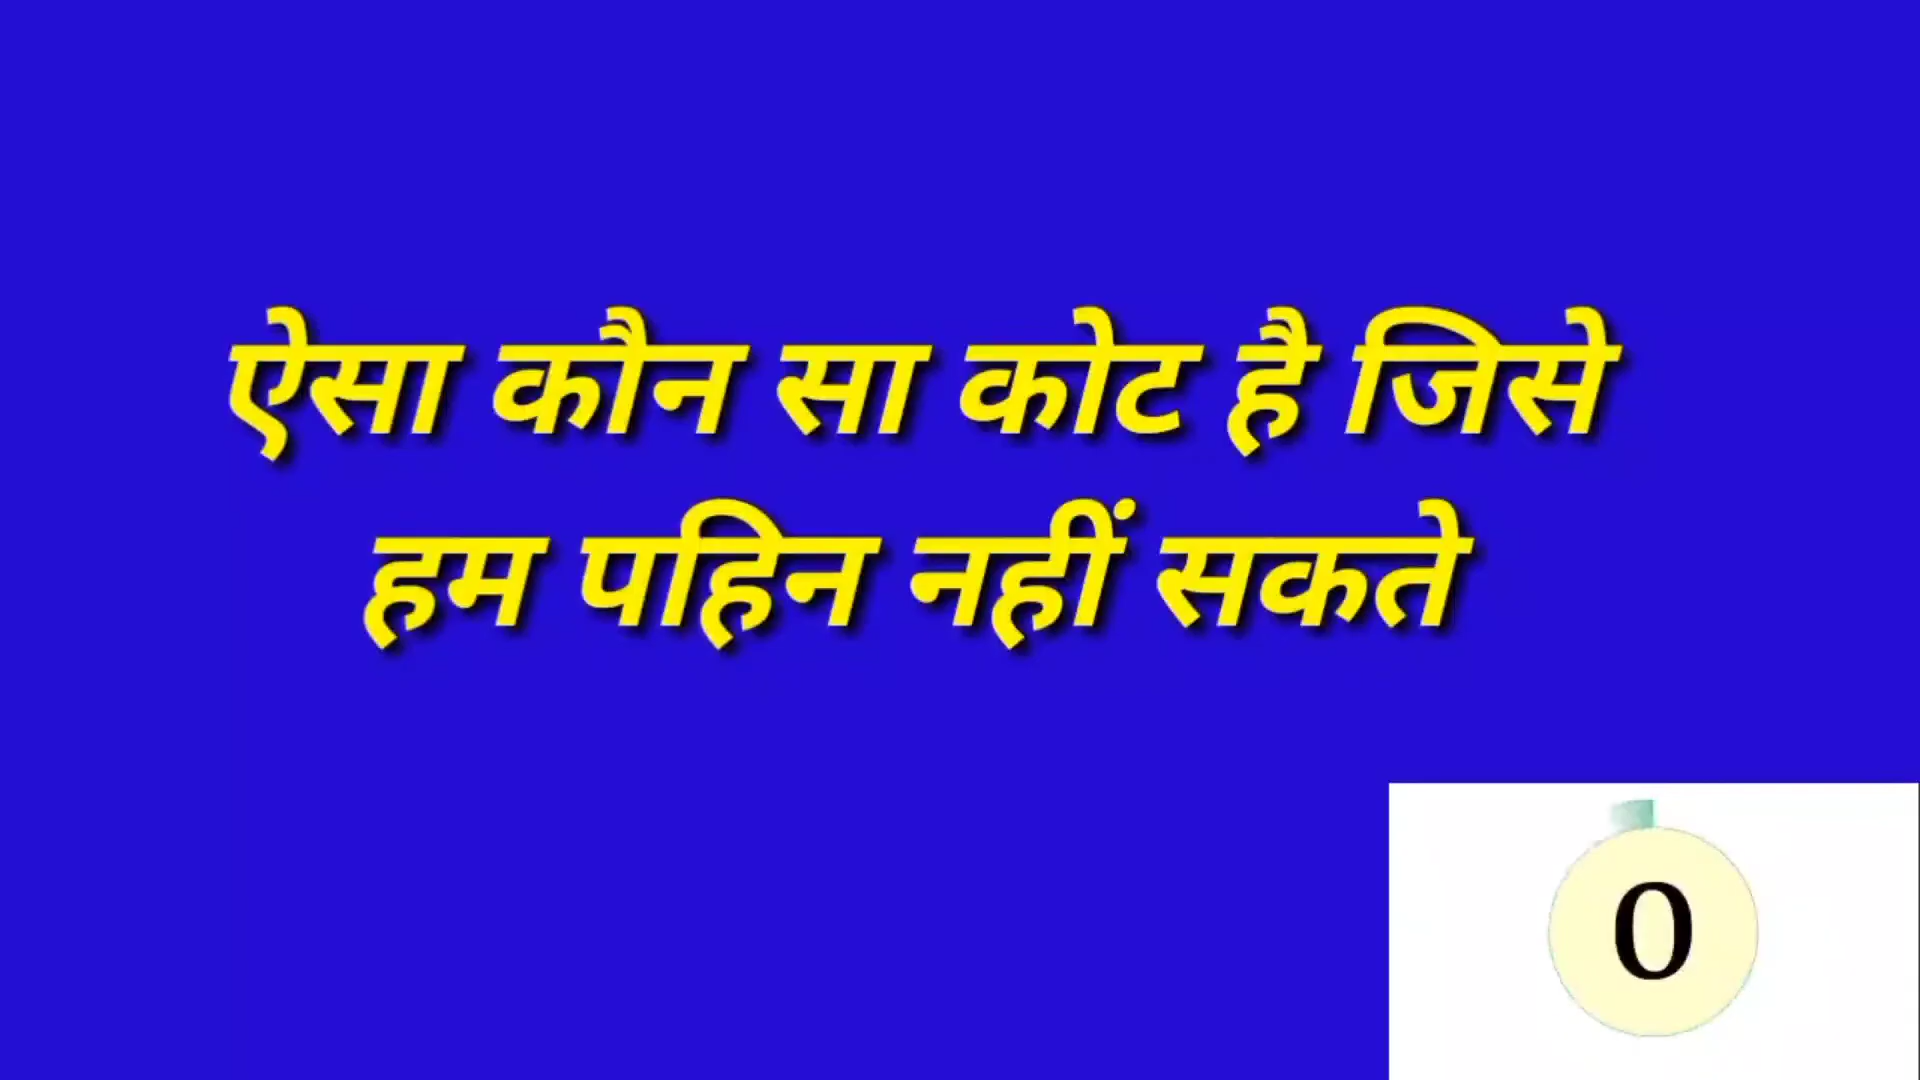 ऐसा कौन सा कोट है जिसे
हम पहिन नहीं सकते
0